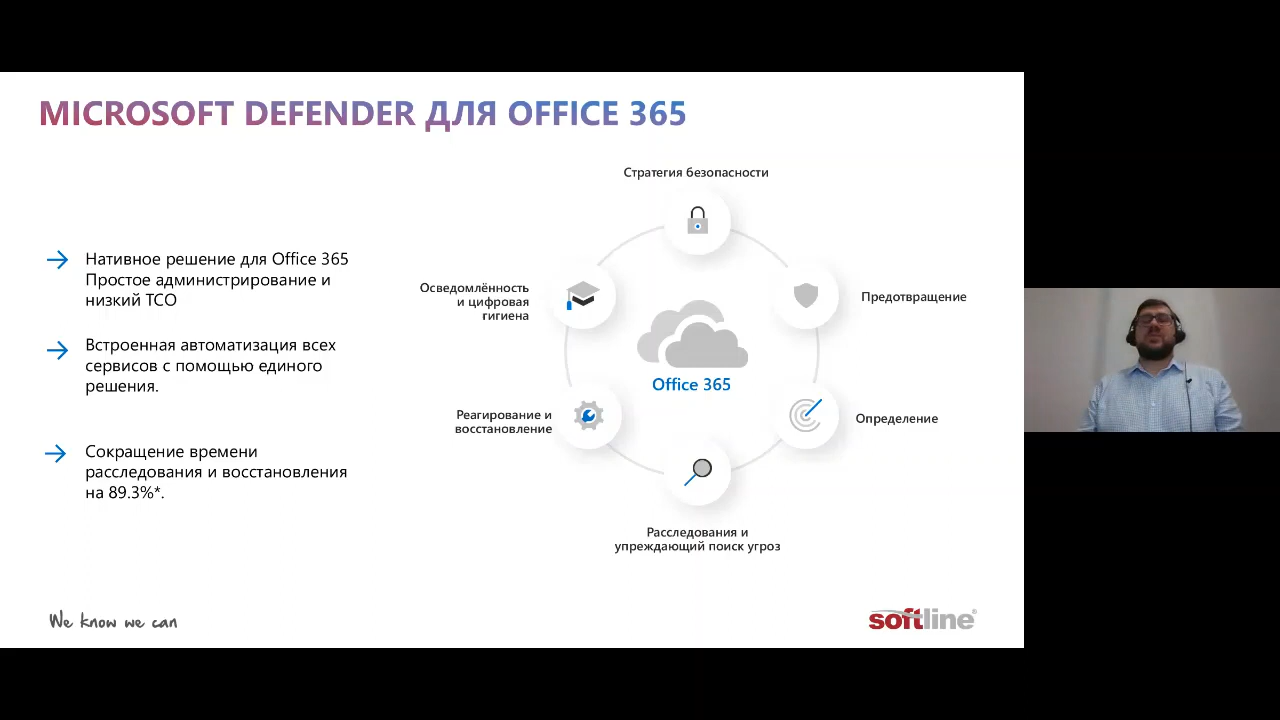 MICROSOFT DEFENDER ДЛЯ OFFICE 365
Нативное решение для Office 365
Простое администрирование и
низкий TCO
Встроенная автоматизация всех
сервисов с помощью единого
решения.
Сокращение времени
расследования и восстановления
на 89.3%*.
Стратегия безопасности
Предотвращение
Определение
Расследования и
упреждающий поиск угроз
Реагирование и
восстановление
Осведомлённость
и цифровая
гигиена
Office 365
We know we can
softline®